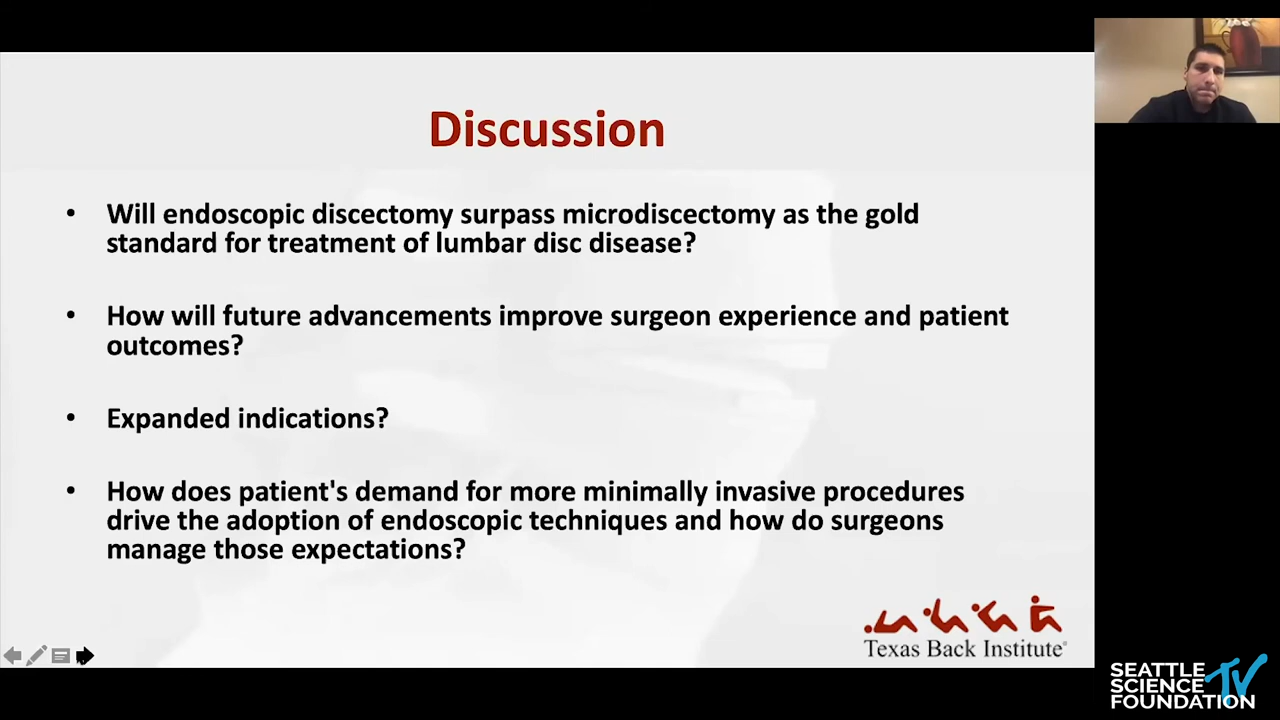 Discussion
• Will endoscopic discectomy surpass microdiscectomy as the gold
standard for treatment of lumbar disc disease?
• How will future advancements improve surgeon experience and patient
outcomes?
• Expanded indications?
• How does patient's demand for more minimally invasive procedures
drive the adoption of endoscopic techniques and how do surgeons
manage those expectations?
Texas Back Institute®
SEATTLE
SCIENCE
FOUNDATION
TV